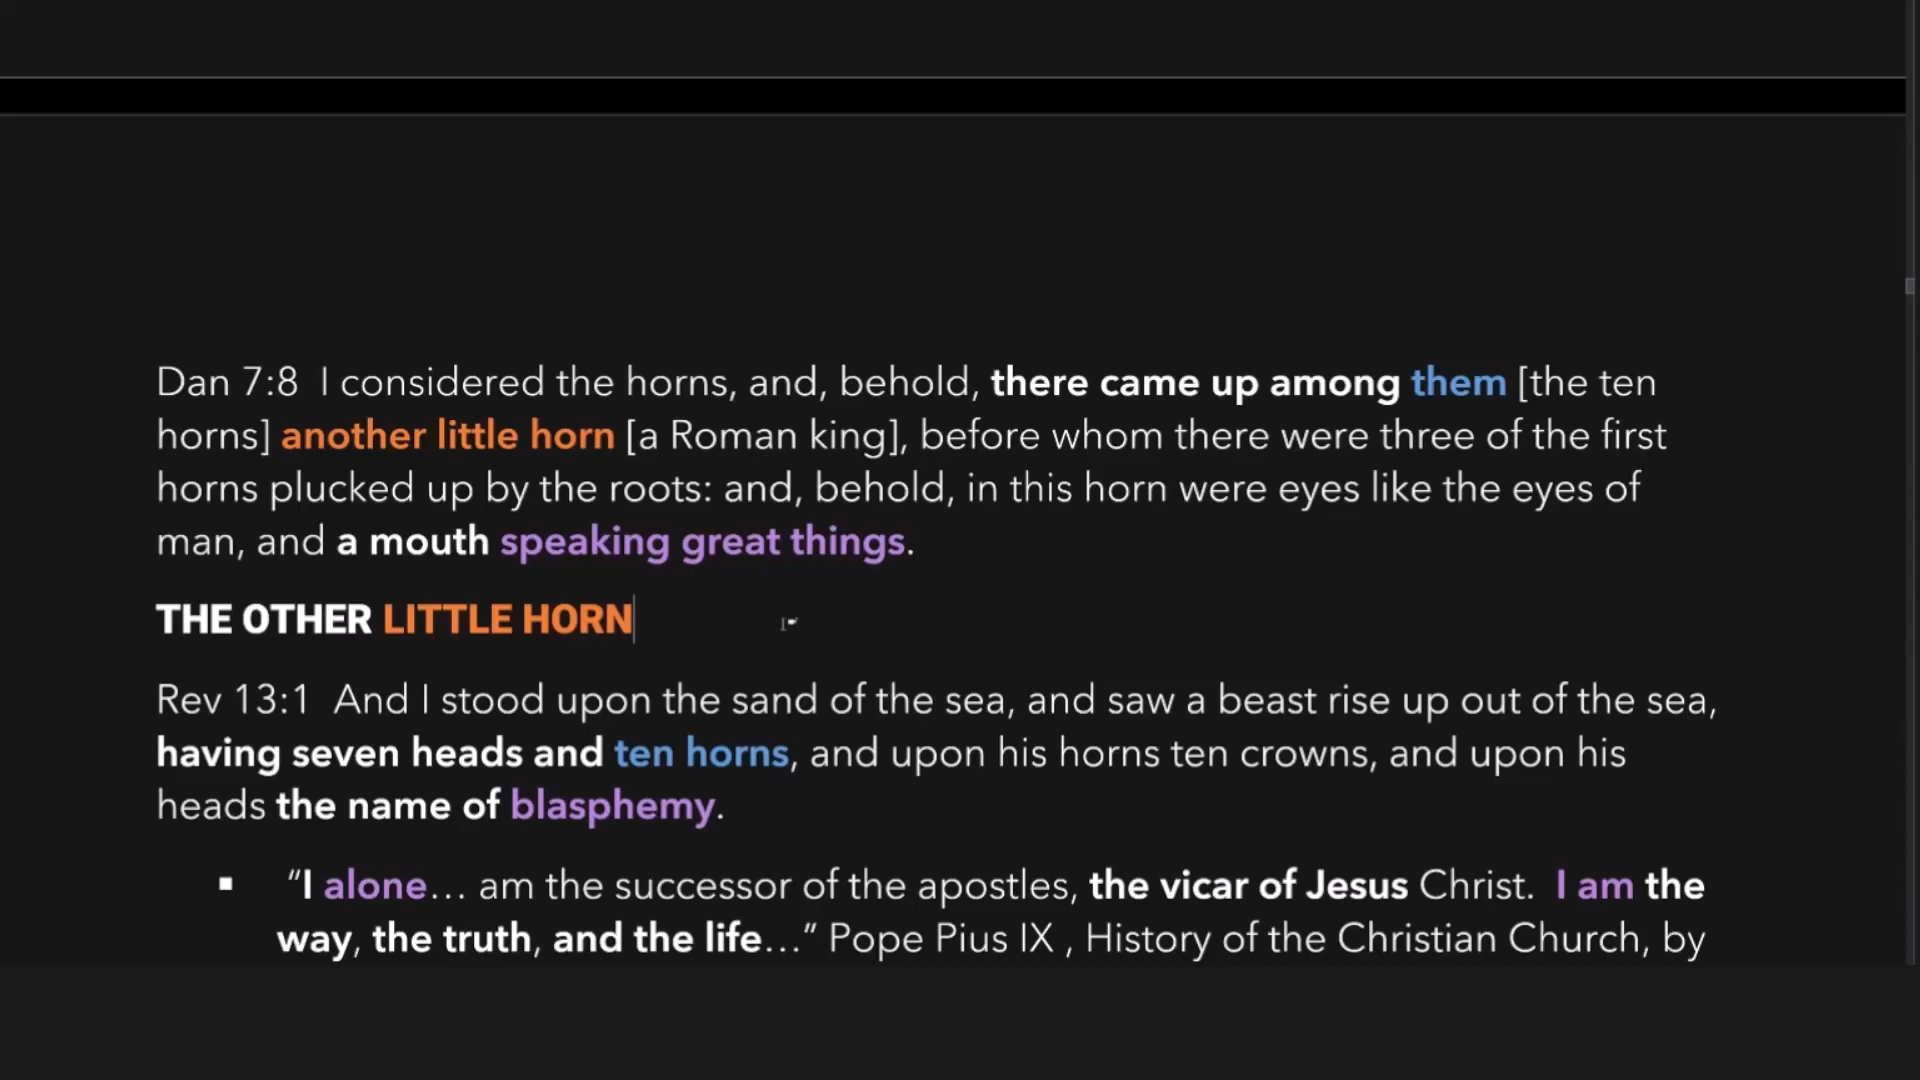 Dan 7:8  I considered the horns, and, behold, there came up among them [the ten
horns] another little horn [a Roman king], before whom there were three of the first
horns plucked up by the roots: and, behold, in this horn were eyes like the eyes of
man, and a mouth speaking great things.
THE OTHER LITTLE HORN
Rev 13:1  And I stood upon the sand of the sea, and saw a beast rise up out of the sea,
having seven heads and ten horns, and upon his horns ten crowns, and upon his
heads the name of blasphemy.
▪ “I alone… am the successor of the apostles, the vicar of Jesus Christ.  I am the
way, the truth, and the life…” Pope Pius IX , History of the Christian Church, by